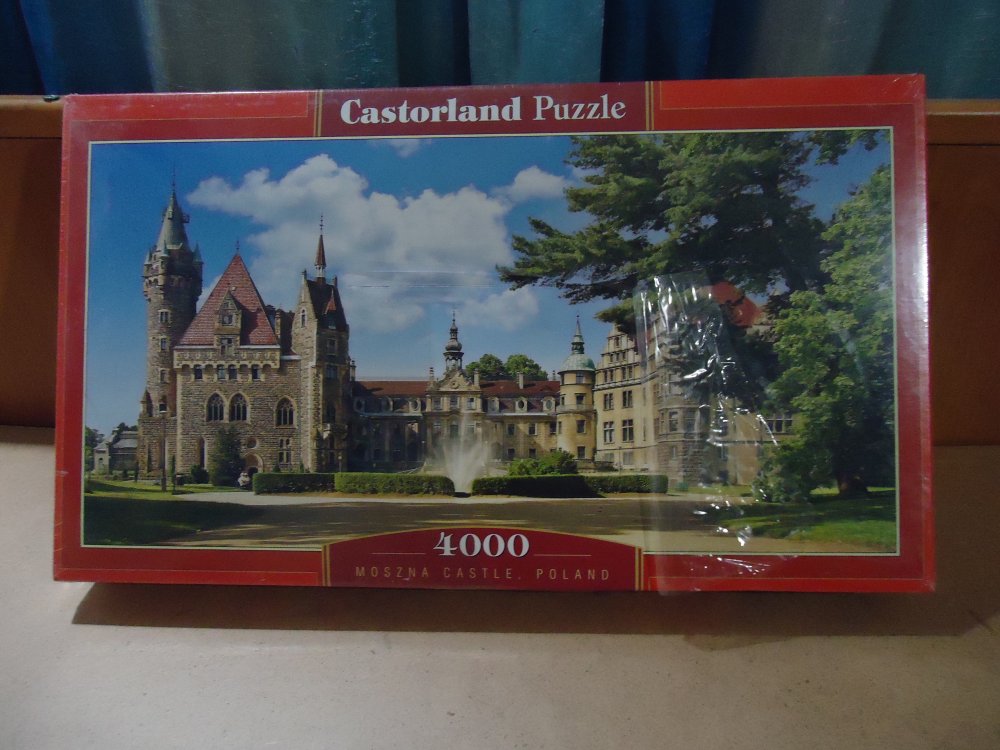 Castorland Puzzle
4000
MOSZNA CASTLE, POLAND